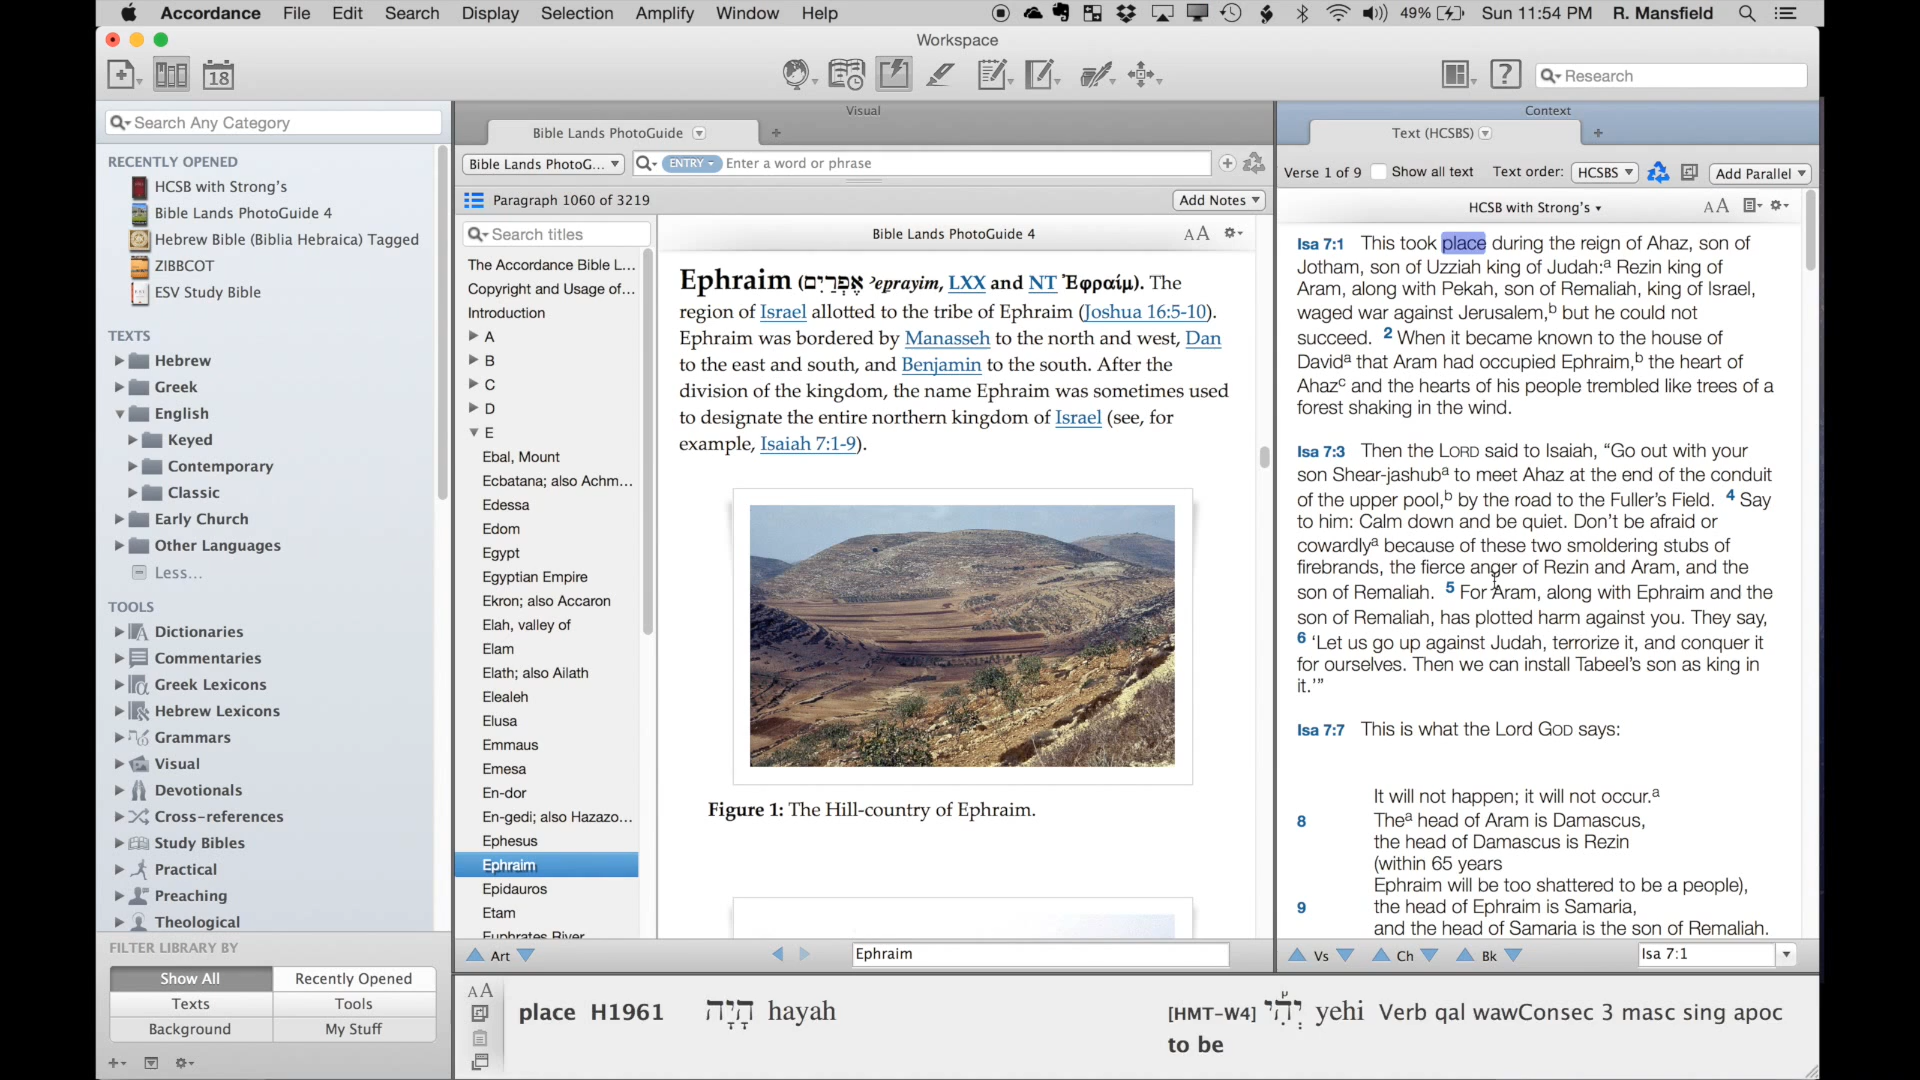 Accordance File Edit Search Display Selection Amplify Window Help 49% Sun 11:54 PM R. Mansfield
Workspace
18
? Research
Search Any Category
RECENTLY OPENED
HCSB with Strong's
Bible Lands PhotoGuide 4
Hebrew Bible (Biblia Hebraica) Tagged
ZIBBCOT
ESV Study Bible
TEXTS
Hebrew
Greek
English
Keyed
Contemporary
Classic
Early Church
Other Languages
Less...
TOOLS
Dictionaries
Commentaries
Greek Lexicons
Hebrew Lexicons
Grammars
Visual
Devotionals
Cross-references
Study Bibles
Practical
Preaching
Theological
FILTER LIBRARY BY
Show All Recently Opened
Texts Tools
Background My Stuff
Visual
Bible Lands PhotoGuide
Bible Lands PhotoG... ENTRY Enter a word or phrase
Paragraph 1060 of 3219 Add Notes
Search titles
The Accordance Bible L...
Copyright and Usage of...
Introduction
A
B
C
D
E
Ebal, Mount
Ecbatana; also Achm...
Edessa
Edom
Egypt
Egyptian Empire
Ekron; also Accaron
Elah, valley of
Elam
Elath; also Ailath
Elealeh
Elusa
Emmaus
Emesa
En-dor
En-gedi; also Hazazo...
Ephesus
Ephraim
Epidauros
Etam
Euphrates River
Bible Lands PhotoGuide 4 AA
Ephraim (אֶפְרַיִם ʾeprayim, LXX and NT Ἐφραίμ). The
region of Israel allotted to the tribe of Ephraim (Joshua 16:5-10).
Ephraim was bordered by Manasseh to the north and west, Dan
to the east and south, and Benjamin to the south. After the
division of the kingdom, the name Ephraim was sometimes used
to designate the entire northern kingdom of Israel (see, for
example, Isaiah 7:1-9).
Figure 1: The Hill-country of Ephraim.
Art Ephraim
Context
Text (HCSBS)
Verse 1 of 9 Show all text Text order: HCSBS Add Parallel
HCSB with Strong's AA
Isa 7:1 This took place during the reign of Ahaz, son of
Jotham, son of Uzziah king of Judah:a Rezin king of
Aram, along with Pekah, son of Remaliah, king of Israel,
waged war against Jerusalem,b but he could not
succeed. 2 When it became known to the house of
Davida that Aram had occupied Ephraim,b the heart of
Ahazc and the hearts of his people trembled like trees of a
forest shaking in the wind.
Isa 7:3 Then the LORD said to Isaiah, “Go out with your
son Shear-jashuba to meet Ahaz at the end of the conduit
of the upper pool,b by the road to the Fuller's Field. 4 Say
to him: Calm down and be quiet. Don't be afraid or
cowardlya because of these two smoldering stubs of
firebrands, the fierce anger of Rezin and Aram, and the
son of Remaliah. 5 For Aram, along with Ephraim and the
son of Remaliah, has plotted harm against you. They say,
6 ‘Let us go up against Judah, terrorize it, and conquer it
for ourselves. Then we can install Tabeel's son as king in
it.’”
Isa 7:7 This is what the Lord GOD says:
It will not happen; it will not occur.a
8 Thea head of Aram is Damascus,
the head of Damascus is Rezin
(within 65 years
Ephraim will be too shattered to be a people),
9 the head of Ephraim is Samaria,
and the head of Samaria is the son of Remaliah.
Vs Ch Bk Isa 7:1
AA
place H1961 הָיָה hayah [HMT-W4] יְהִ֡י yehi Verb qal wawConsec 3 masc sing apoc
to be